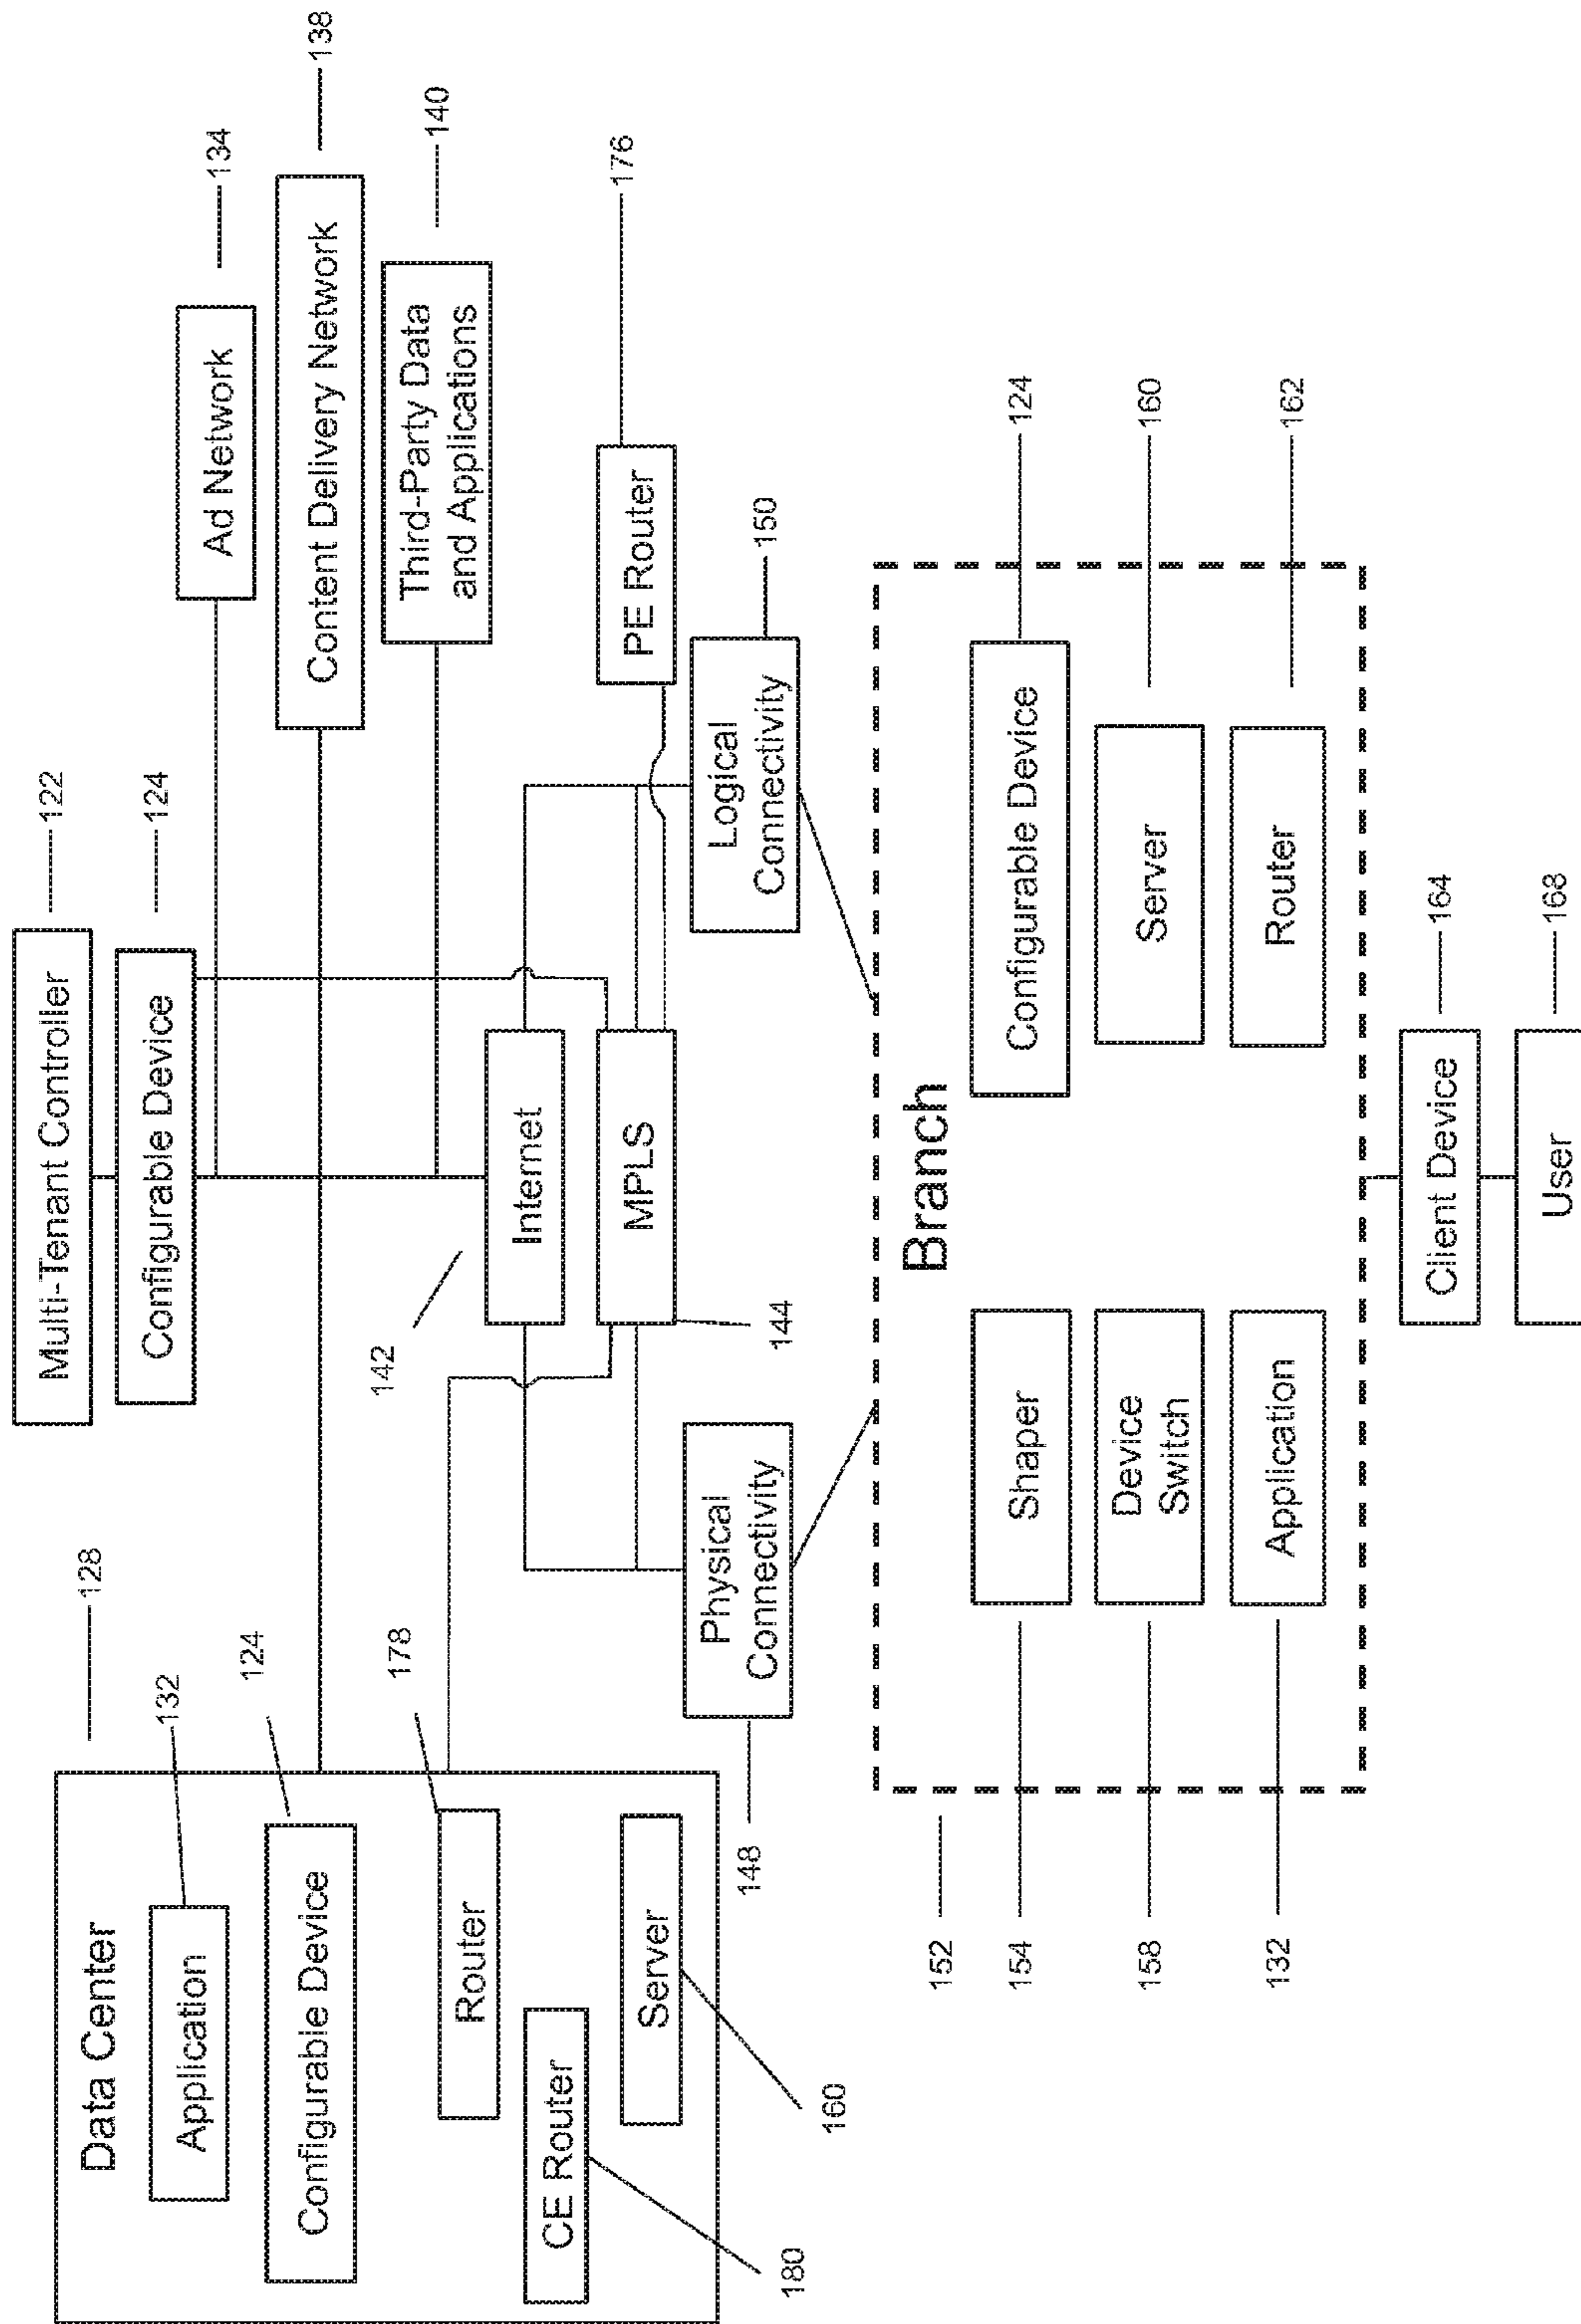 Multi-Tenant Controller
122
Configurable Device
124
Ad Network
134
Content Delivery Network
138
Third-Party Data
and Applications
140
Data Center
128
Application
132
Configurable Device
124
Router
178
CE Router
180
Server
160
142
Internet
MPLS
144
PE Router
176
Physical
Connectivity
148
Logical
Connectivity
150
Branch
152
Shaper
154
Configurable Device
124
Device
Switch
158
Server
160
Application
132
Router
162
Client Device
164
User
168